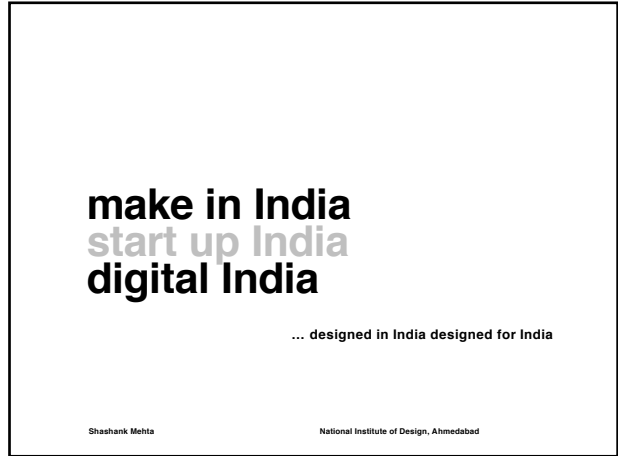 make in India
start up India
digital India
... designed in India designed for India
Shashank Mehta
National Institute of Design, Ahmedabad